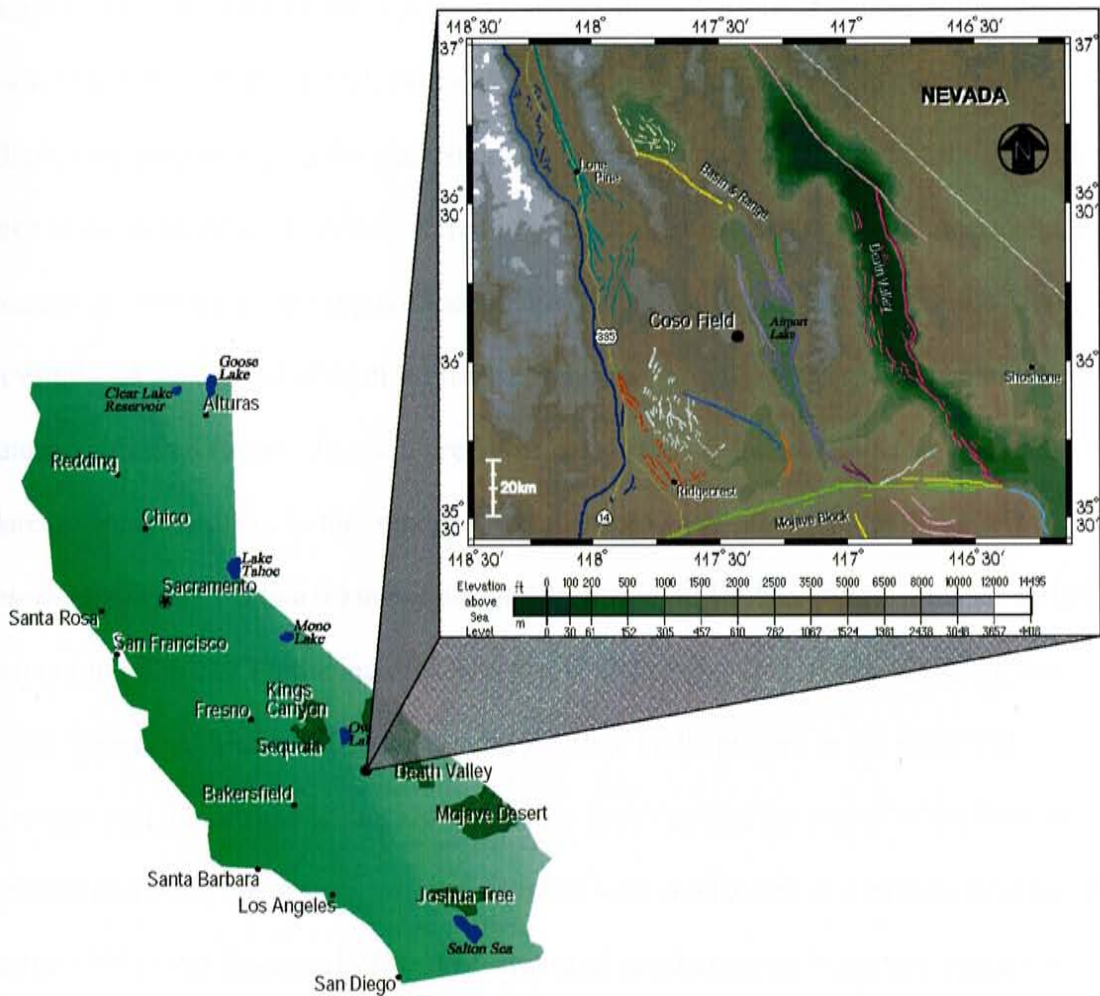 118° 30'
118°
117° 30'
117°
116° 30'
37°
37°
NEVADA
N
Lone
Pine
Basin & Range
36°
30'
36°
30'
Death Valley
Coso Field
Airport
Lake
395
36°
36°
Shoshone
20km
Ridgecrest
14
Mojave Block
35°
30'
35°
30'
118° 30'
118°
117° 30'
117°
116° 30'
Elevation
above
Sea
Level
ft 0 100 200 500 1000 1500 2000 2500 3500 5000 6500 8000 10000 12000 14495
m 0 30 61 152 305 457 610 762 1067 1524 1981 2438 3048 3657 4418
Goose
Lake
Clear Lake
Reservoir
Alturas
Redding
Chico
Lake
Tahoe
Sacramento
Santa Rosa
San Francisco
Mono
Lake
Kings
Canyon
Fresno
Sequoia
Death Valley
Bakersfield
Mojave Desert
Santa Barbara
Los Angeles
Joshua Tree
Salton Sea
San Diego